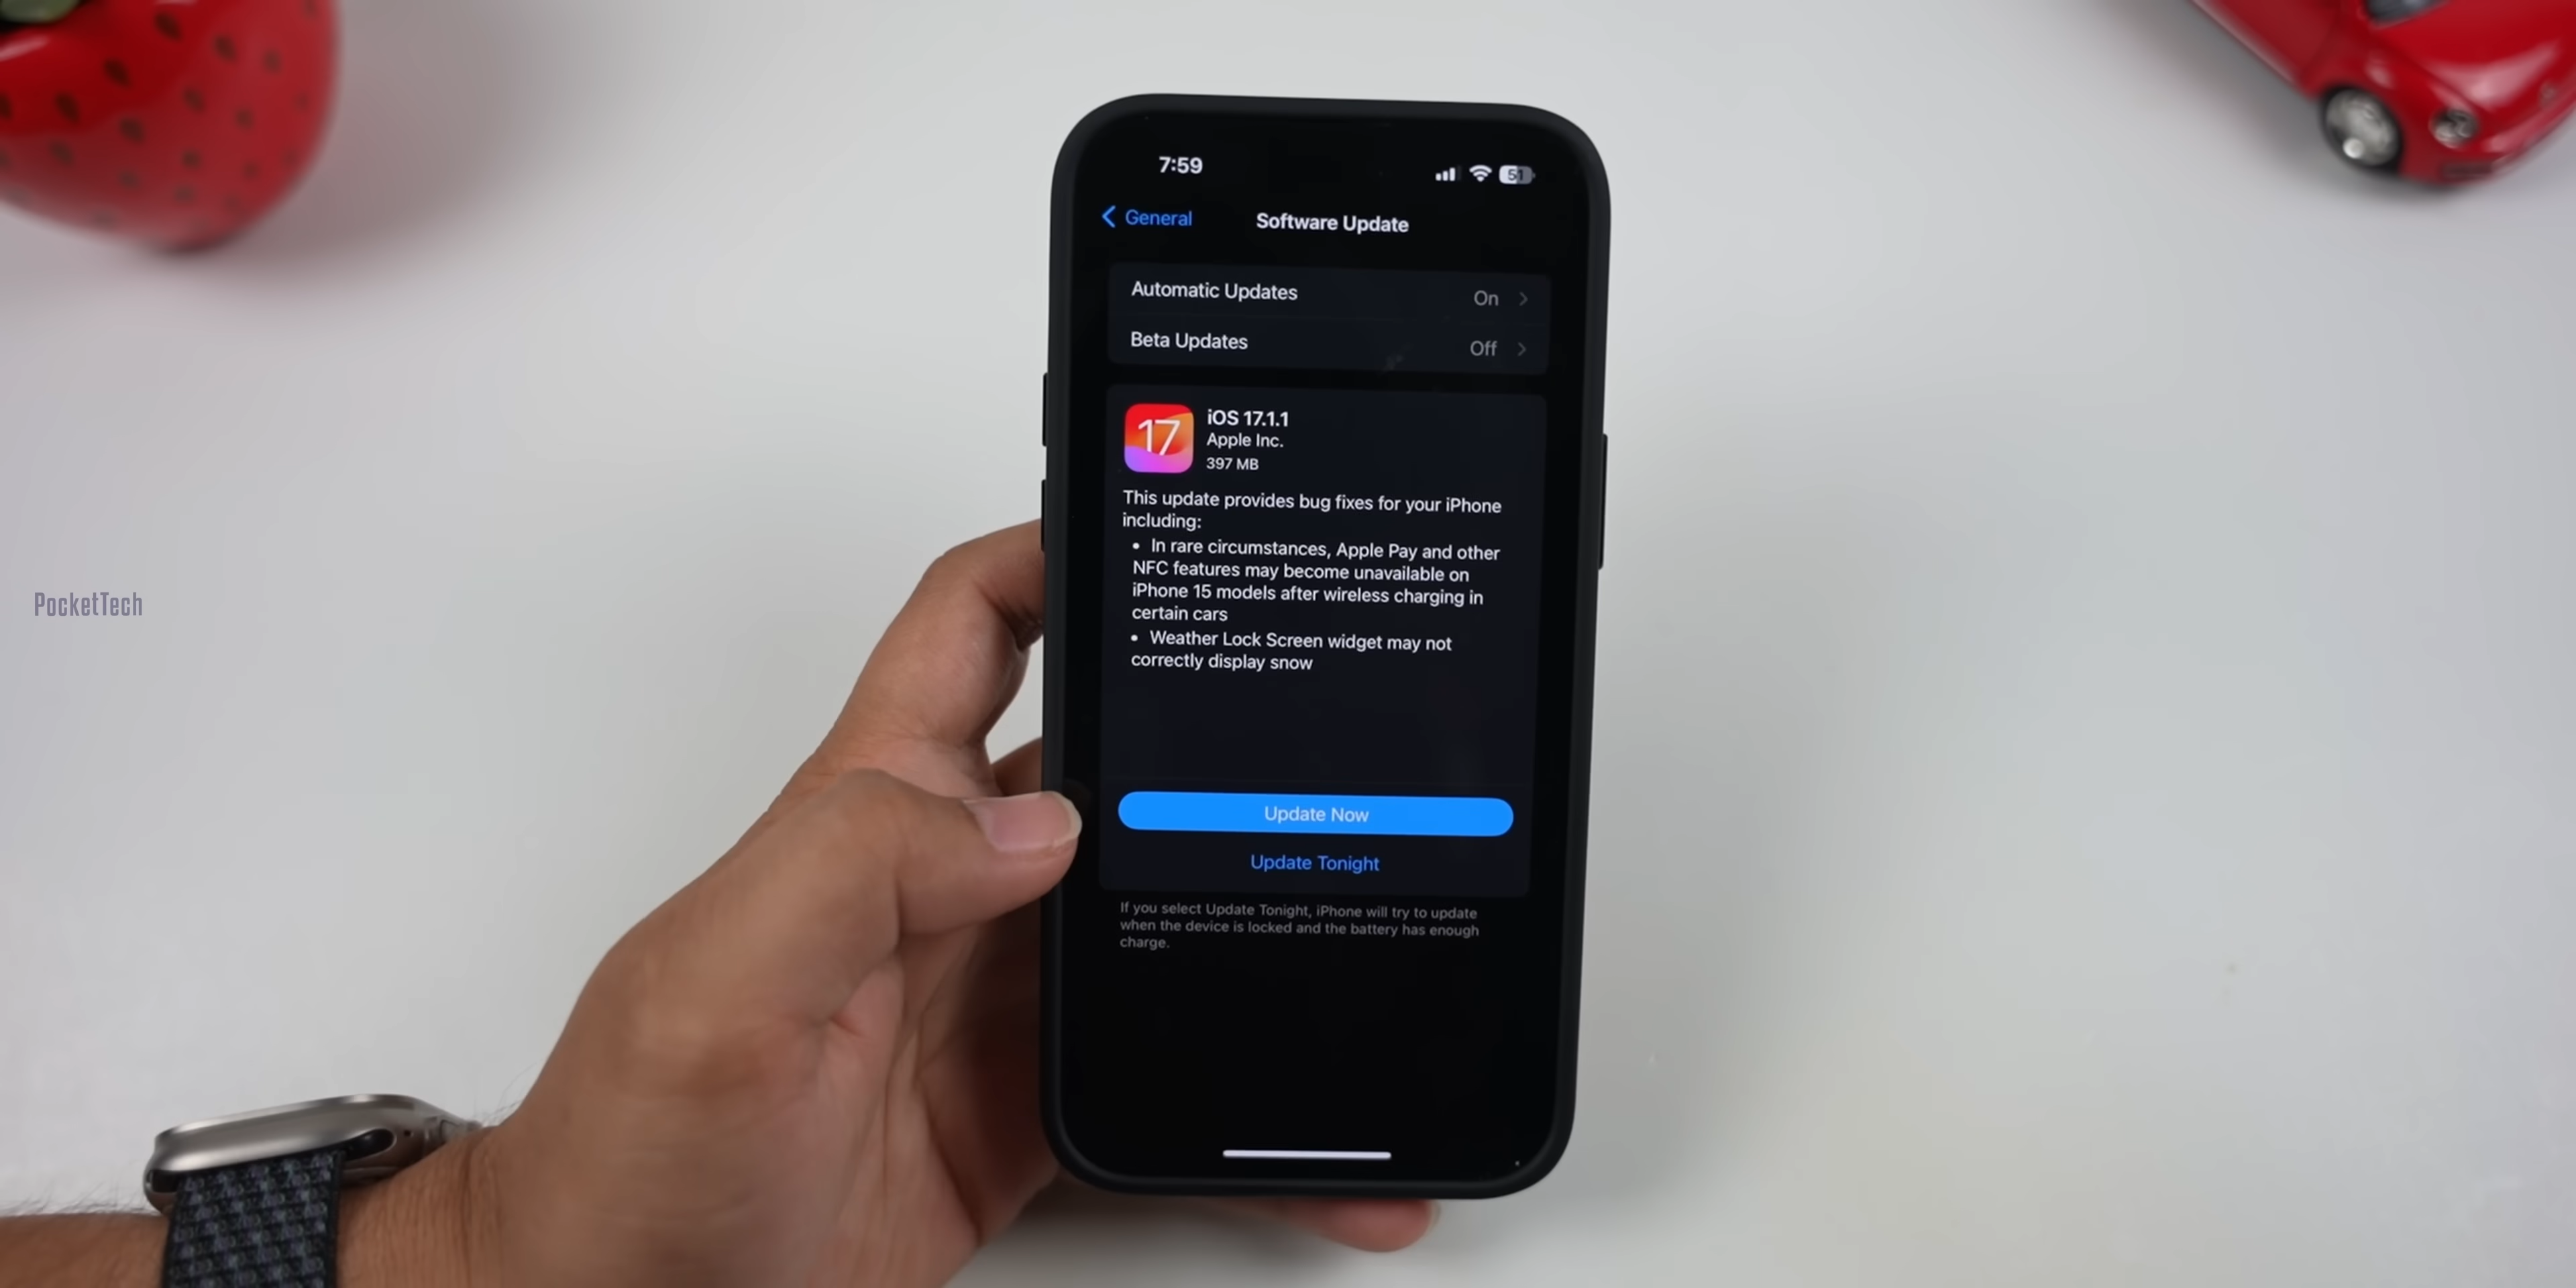 7:59
51
General
Software Update
Automatic Updates
On
Beta Updates
Off
17
iOS 17.1.1
Apple Inc.
397 MB
This update provides bug fixes for your iPhone
including:
• In rare circumstances, Apple Pay and other
NFC features may become unavailable on
iPhone 15 models after wireless charging in
certain cars
• Weather Lock Screen widget may not
correctly display snow
PocketTech
Update Now
Update Tonight
If you select Update Tonight, iPhone will try to update
when the device is locked and the battery has enough
charge.